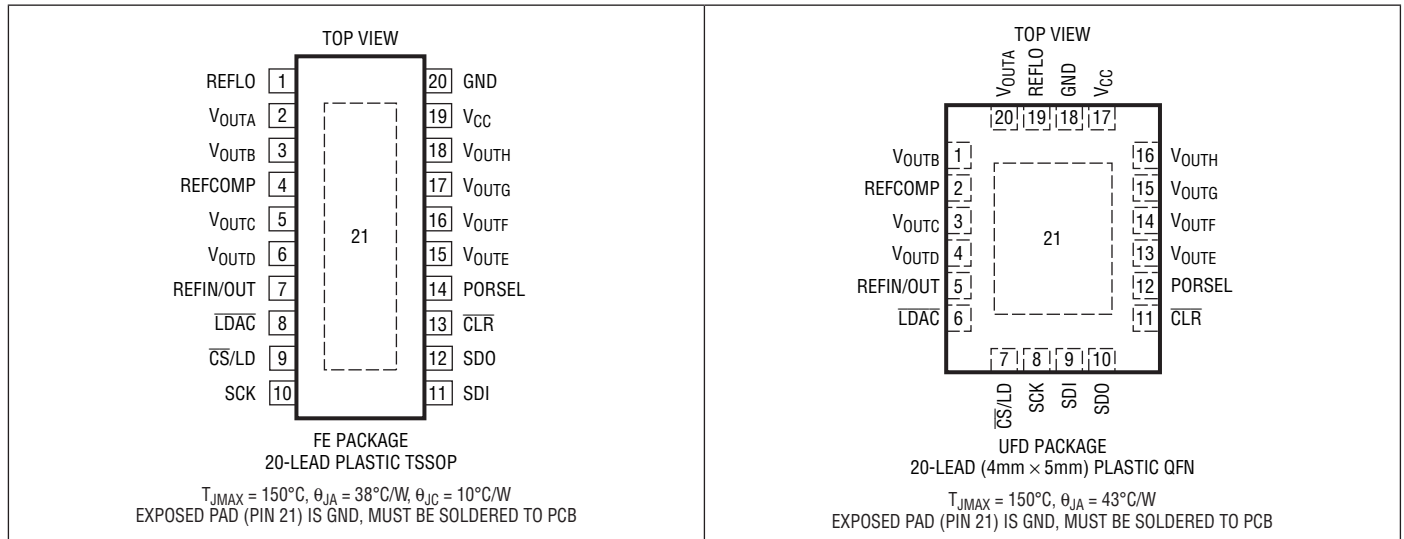 TOP VIEW
REFLO 1
VOUTA 2
VOUTB 3
REFCOMP 4
VOUTC 5
VOUTD 6
REFIN/OUT 7
L̅D̅A̅C̅ 8
C̅S̅/LD 9
SCK 10
20 GND
19 VCC
18 VOUTH
17 VOUTG
16 VOUTF
15 VOUTE
14 PORSEL
13 C̅L̅R̅
12 SDO
11 SDI
21
FE PACKAGE
20-LEAD PLASTIC TSSOP
TJMAX = 150°C, θJA = 38°C/W, θJC = 10°C/W
EXPOSED PAD (PIN 21) IS GND, MUST BE SOLDERED TO PCB
TOP VIEW
VOUTA
REFLO
GND
VCC
20 19 18 17
VOUTB 1
REFCOMP 2
VOUTC 3
VOUTD 4
REFIN/OUT 5
L̅D̅A̅C̅ 6
16 VOUTH
15 VOUTG
14 VOUTF
13 VOUTE
12 PORSEL
11 C̅L̅R̅
21
7 8 9 10
C̅S̅/LD
SCK
SDI
SDO
UFD PACKAGE
20-LEAD (4mm × 5mm) PLASTIC QFN
TJMAX = 150°C, θJA = 43°C/W
EXPOSED PAD (PIN 21) IS GND, MUST BE SOLDERED TO PCB